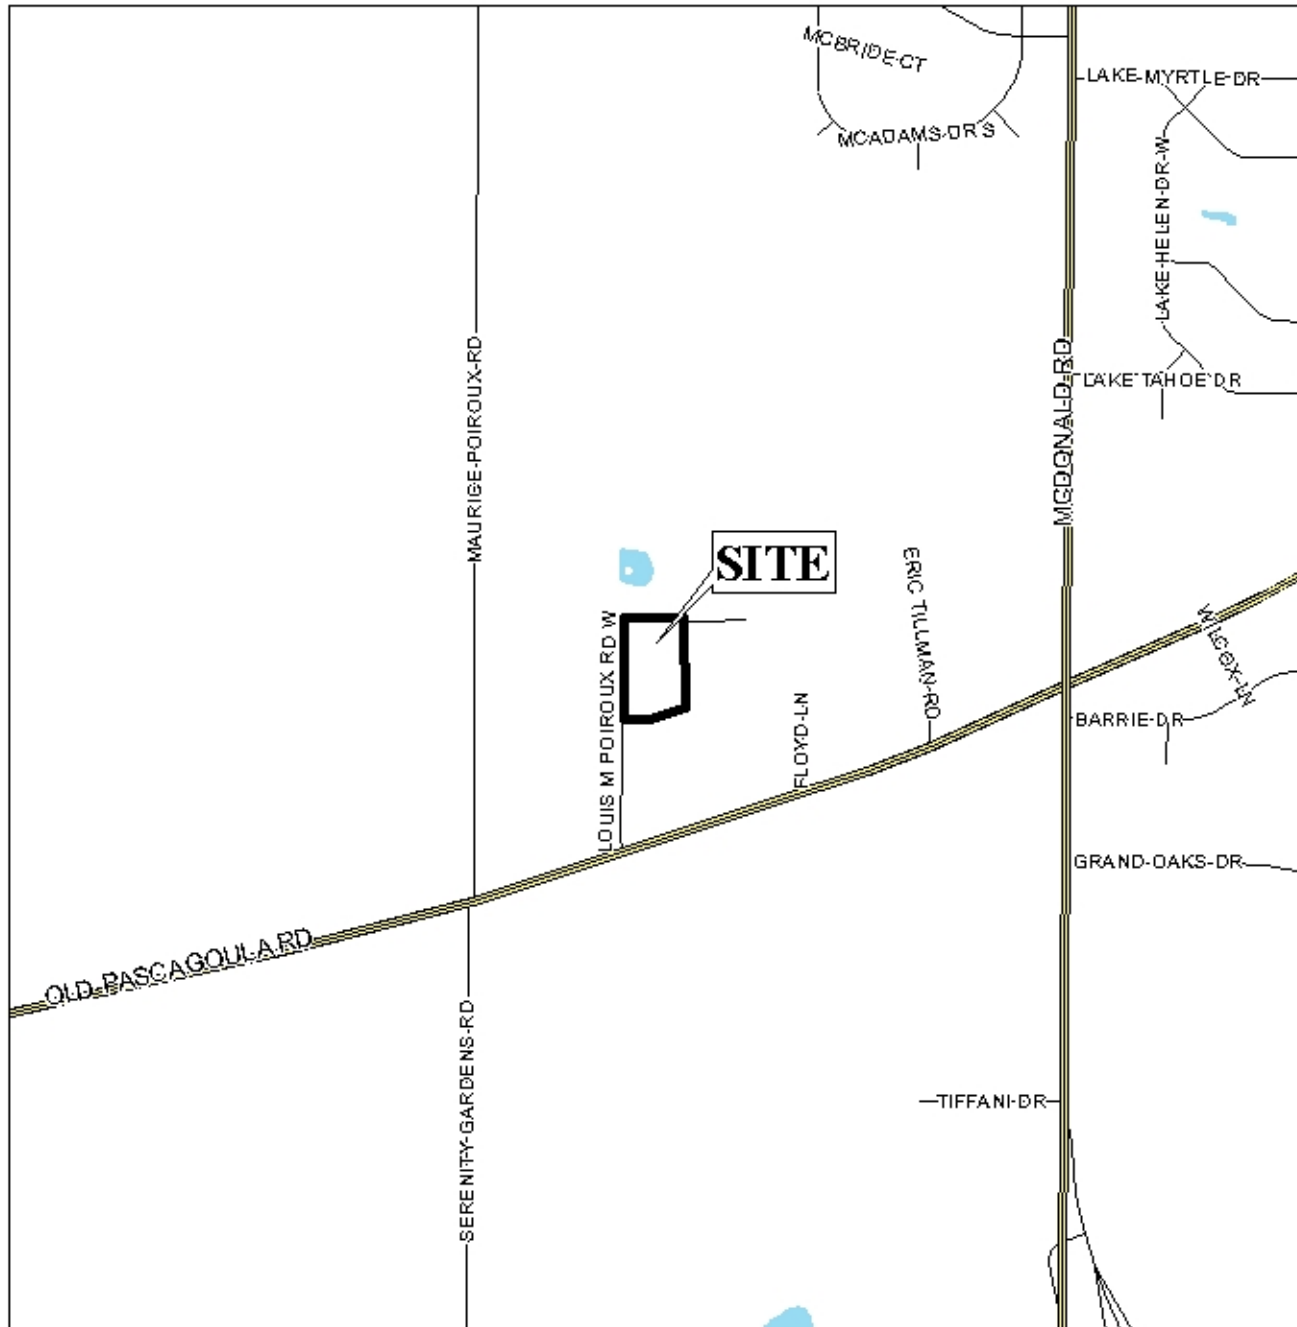 MCBRIDE CT
LAKE MYRTLE DR
MCADAMS DR S
LAKE HELEN DR W
MAURICE POIROUX RD
MCDONALD RD
LAKE TAHOE DR
SITE
ERIC TILLMAN RD
LOUIS M POIROUX RD W
WILCOX LN
FLOYD LN
BARRIE DR
GRAND OAKS DR
OLD PASCAGOULA RD
SERENITY GARDENS RD
TIFFANI DR